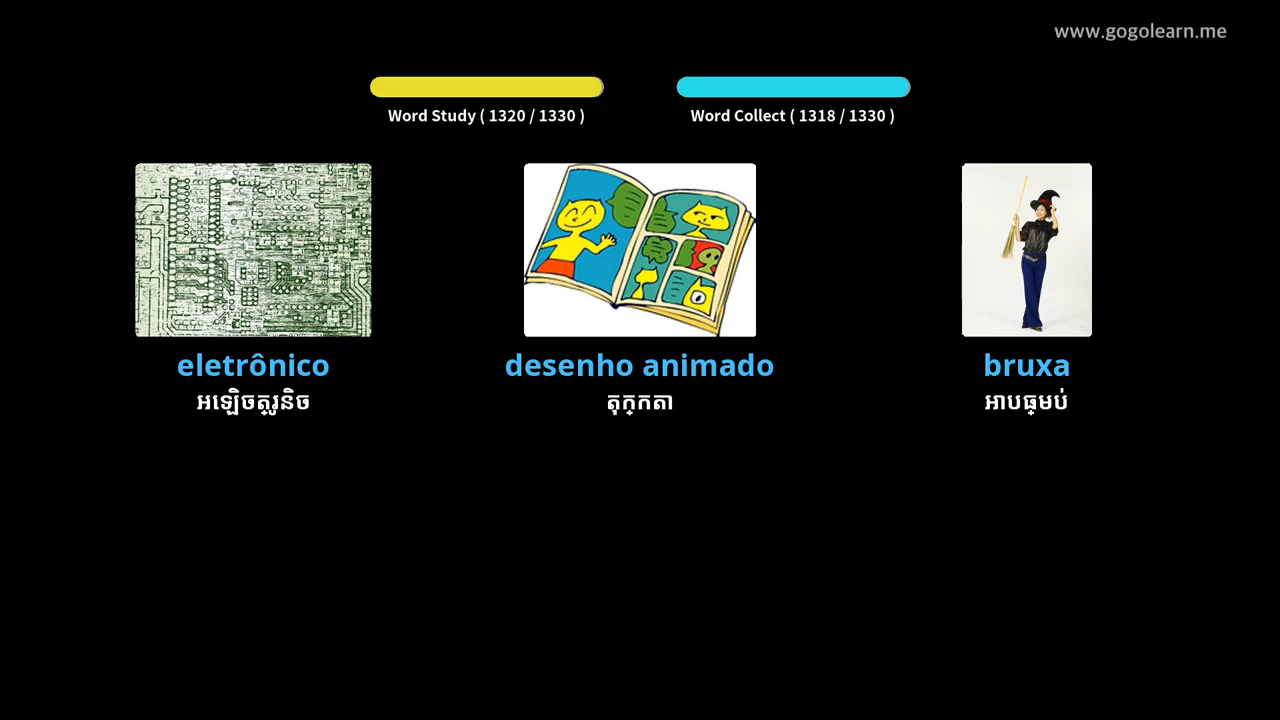 www.gogolearn.me
Word Study ( 1320 / 1330 )
Word Collect ( 1318 / 1330 )
eletrônico
desenho animado
bruxa
អឡើចត្រូនិច
តុក្កតា
អាបធ្មប់